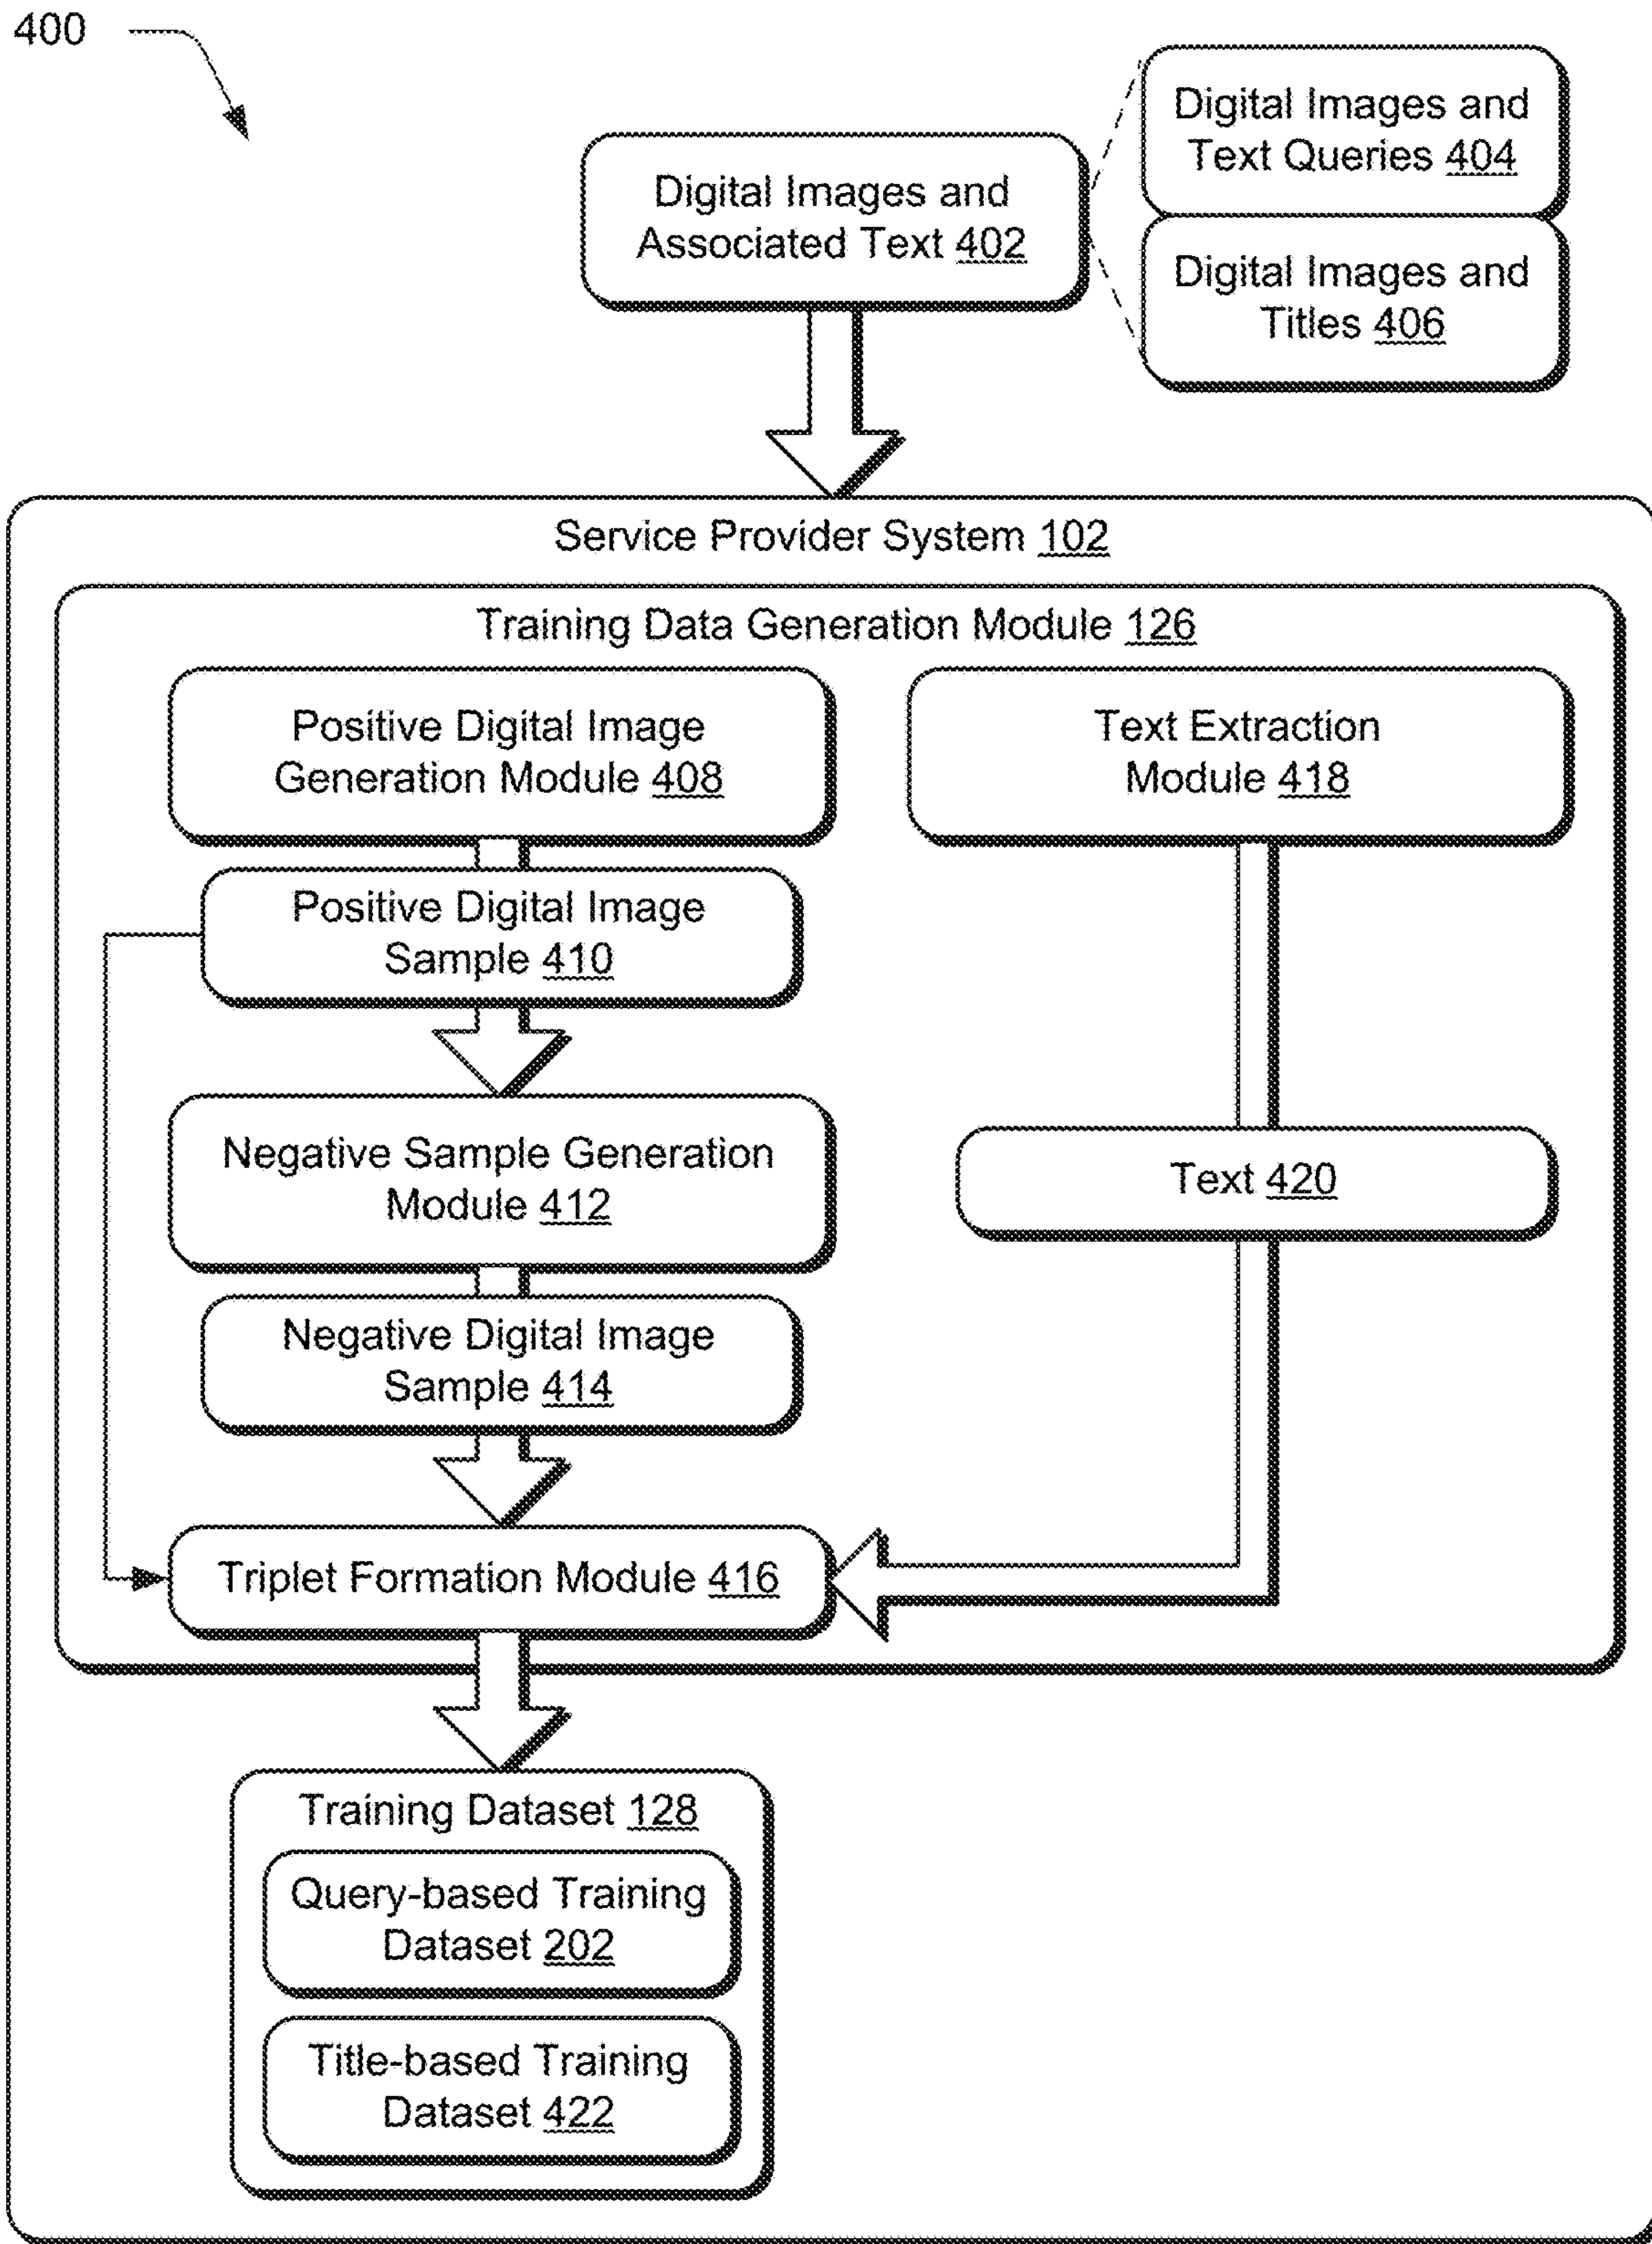 400
Digital Images and
Text Queries 404
Digital Images and
Associated Text 402
Digital Images and
Titles 406
Service Provider System 102
Training Data Generation Module 126
Positive Digital Image
Generation Module 408
Text Extraction
Module 418
Positive Digital Image
Sample 410
Negative Sample Generation
Module 412
Text 420
Negative Digital Image
Sample 414
Triplet Formation Module 416
Training Dataset 128
Query-based Training
Dataset 202
Title-based Training
Dataset 422